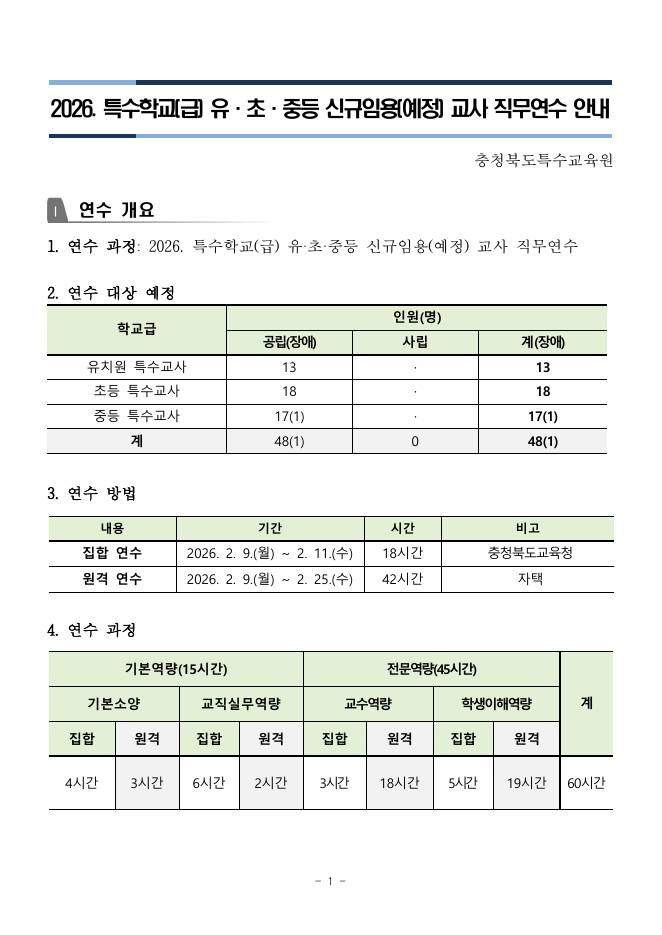 2026. 특수학교(급) 유 · 초 · 중등 신규임용(예정) 교사 직무연수 안내
충청북도특수교육원
Ⅰ 연수 개요
1. 연수 과정: 2026. 특수학교(급) 유·초·중등 신규임용(예정) 교사 직무연수
2. 연수 대상 예정
학교급 인원(명)
공립(장애) 사립 계(장애)
유치원 특수교사 13 · 13
초등 특수교사 18 · 18
중등 특수교사 17(1) · 17(1)
계 48(1) 0 48(1)
3. 연수 방법
내용 기간 시간 비고
집합 연수 2026. 2. 9.(월) ~ 2. 11.(수) 18시간 충청북도교육청
원격 연수 2026. 2. 9.(월) ~ 2. 25.(수) 42시간 자택
4. 연수 과정
기본역량(15시간) 전문역량(45시간) 계
기본소양 교직실무역량 교수역량 학생이해역량
집합 원격 집합 원격 집합 원격 집합 원격
4시간 3시간 6시간 2시간 3시간 18시간 5시간 19시간 60시간
- 1 -